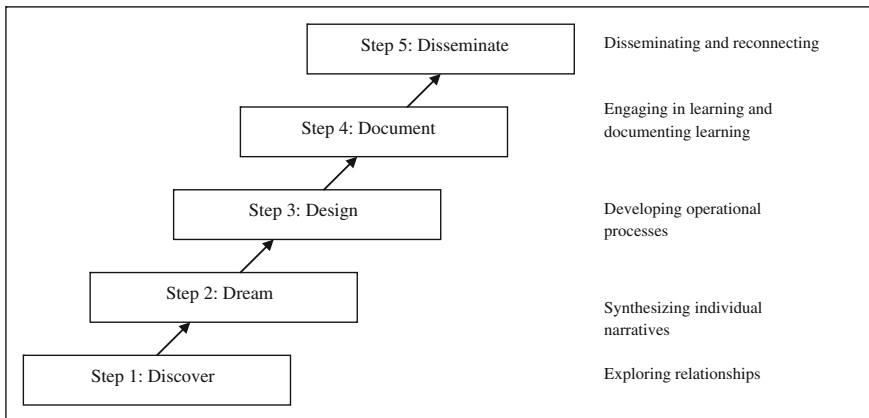 Step 5: Disseminate
Disseminating and reconnecting
Step 4: Document
Engaging in learning and
documenting learning
Step 3: Design
Developing operational
processes
Step 2: Dream
Synthesizing individual
narratives
Step 1: Discover
Exploring relationships